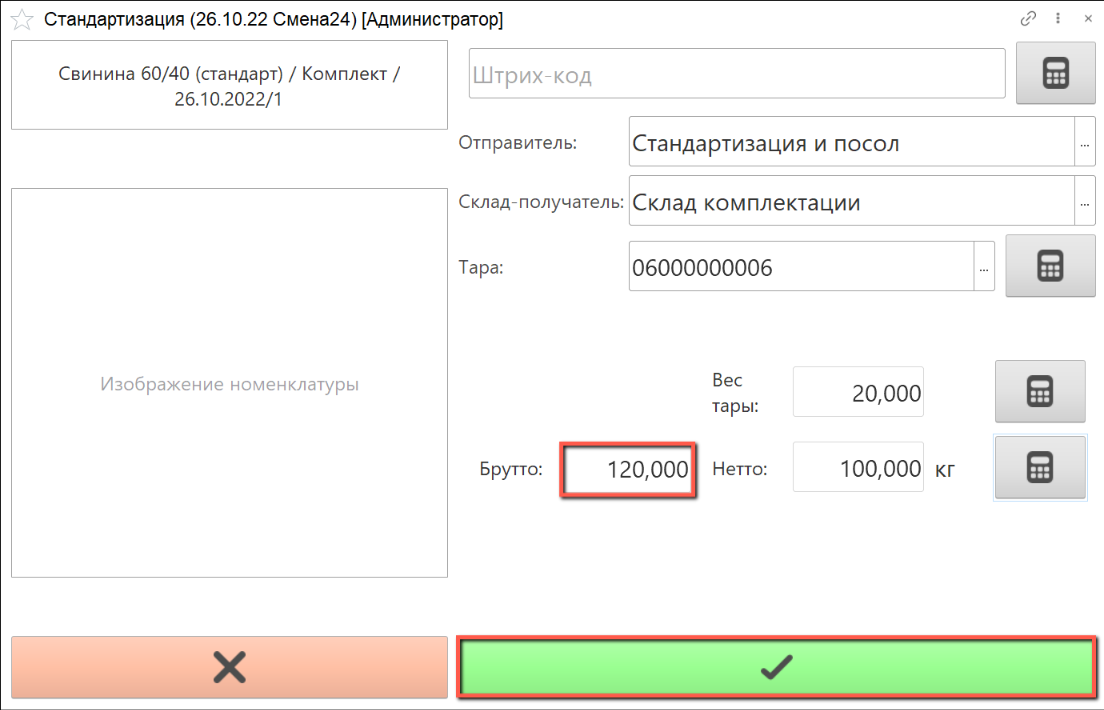 Стандартизация (26.10.22 Смена24) [Администратор]
Свинина 60/40 (стандарт) / Комплект /
26.10.2022/1
Штрих-код
Отправитель:
Стандартизация и посол
...
Склад-получатель:
Склад комплектации
...
Тара:
06000000006
...
Изображение номенклатуры
Вес
тары:
20,000
Брутто:
120,000
Нетто:
100,000
кг